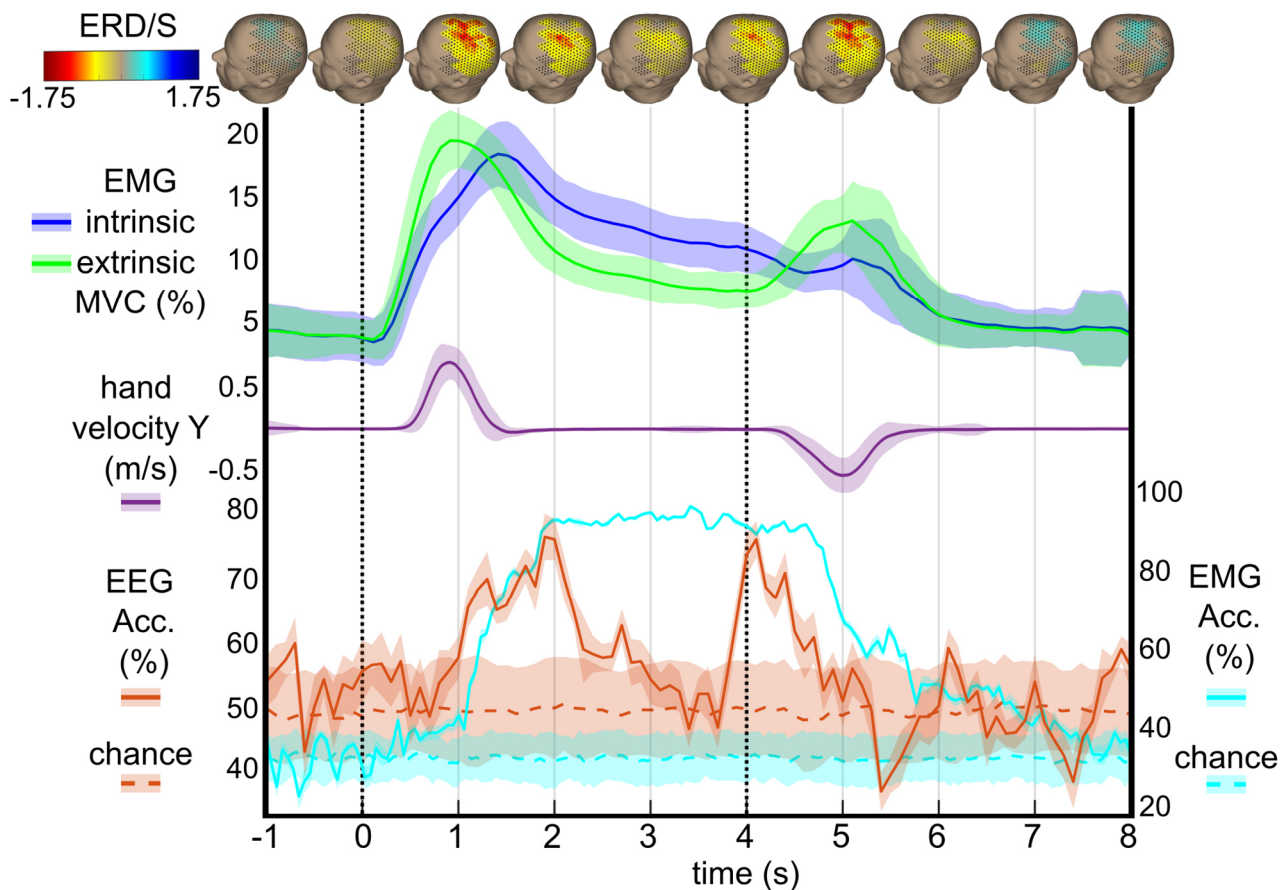 ERD/S
-1.75 1.75
EMG
intrinsic
extrinsic
MVC (%)
20
15
10
5
hand
velocity Y
(m/s)
0.5
-0.5
EEG
Acc.
(%)
chance
80
70
60
50
40
100
80
60
40
20
EMG
Acc.
(%)
chance
-1 0 1 2 3 4 5 6 7 8
time (s)